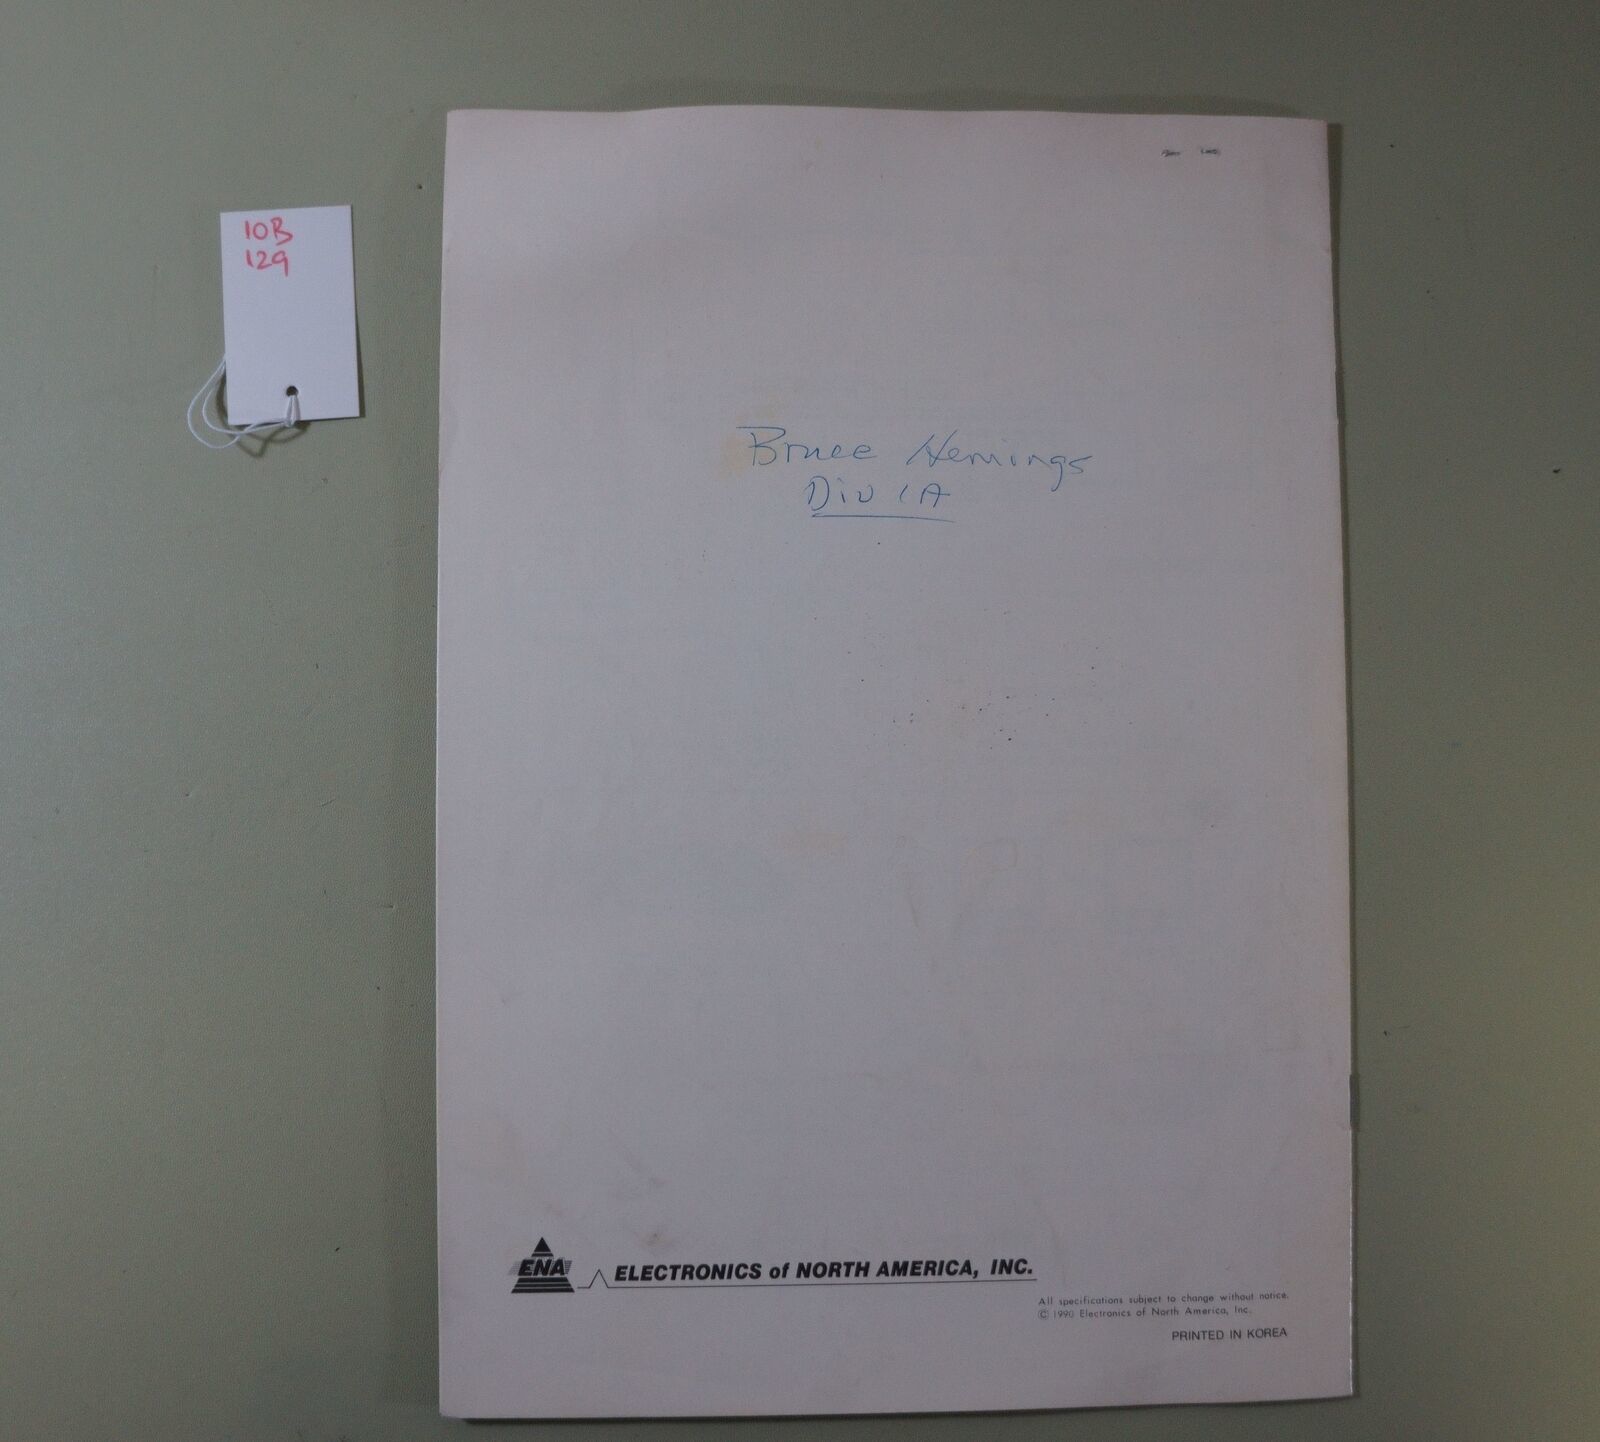 10B
129
Bruce Hemings
Div 1A
ENA
ELECTRONICS of NORTH AMERICA, INC.
All specifications subject to change without notice.
© 1990 Electronics of North America, Inc.
PRINTED IN KOREA